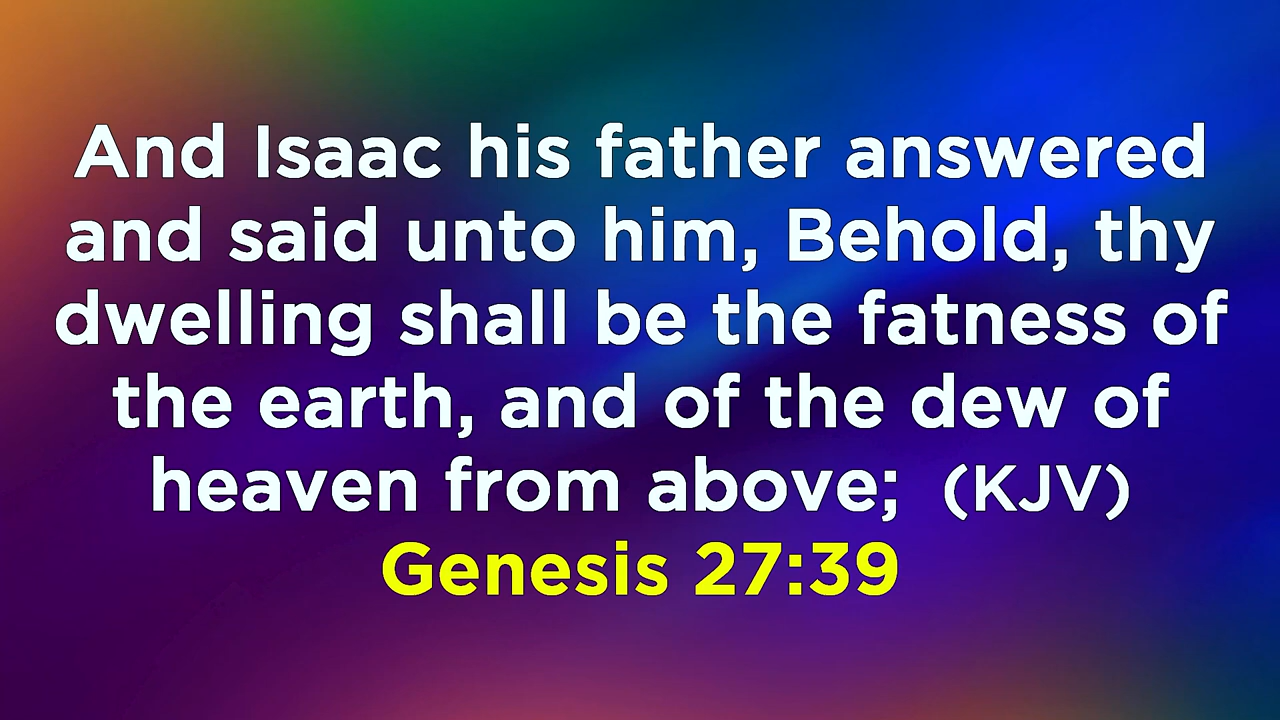 And Isaac his father answered
and said unto him, Behold, thy
dwelling shall be the fatness of
the earth, and of the dew of
heaven from above;  (KJV)
Genesis 27:39